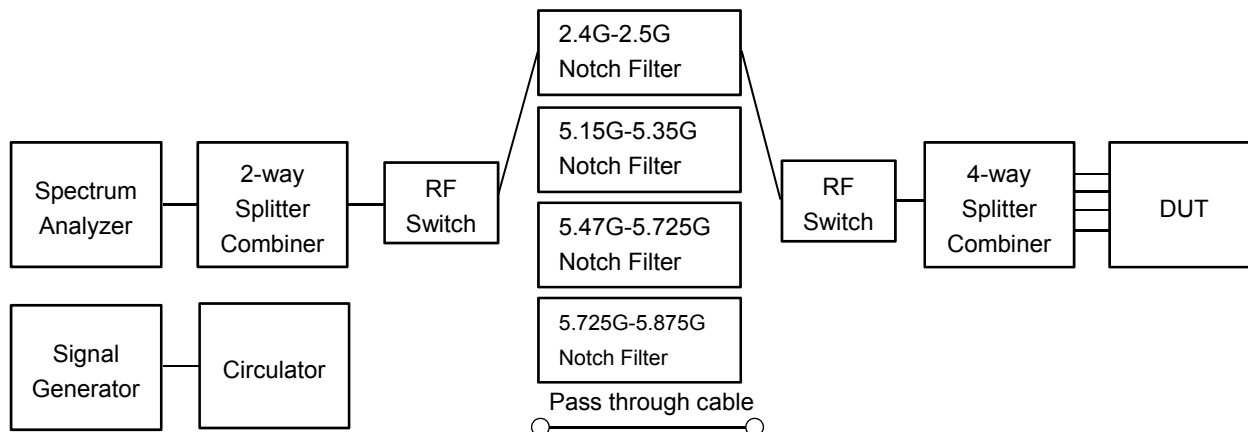 2.4G-2.5G
Notch Filter
5.15G-5.35G
Notch Filter
Spectrum
Analyzer
2-way
Splitter
Combiner
RF
Switch
RF
Switch
4-way
Splitter
Combiner
DUT
5.47G-5.725G
Notch Filter
Signal
Generator
Circulator
5.725G-5.875G
Notch Filter
Pass through cable